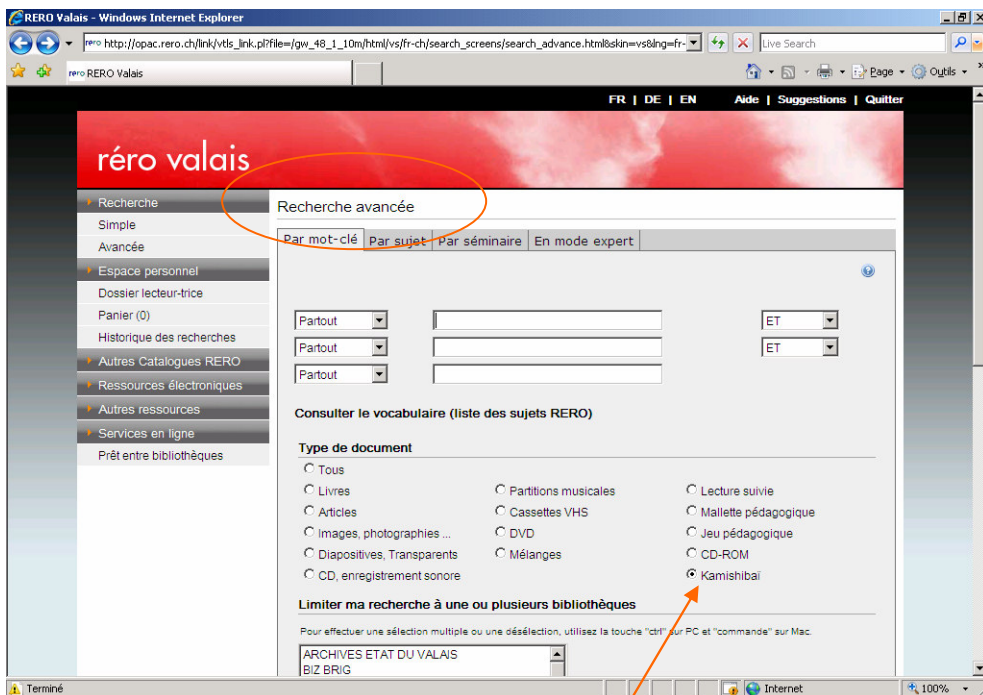 RERO Valais - Windows Internet Explorer
rero http://opac.rero.ch/link/vtls_link.pl?file=/gw_48_1_10m/html/vs/fr-ch/search_screens/search_advance.html&skin=vs&lng=fr- Live Search
rero RERO Valais Page Outils »
FR | DE | EN Aide | Suggestions | Quitter
réro valais
Recherche
Simple
Avancée
Espace personnel
Dossier lecteur-trice
Panier (0)
Historique des recherches
Autres Catalogues RERO
Ressources électroniques
Autres ressources
Services en ligne
Prêt entre bibliothèques
Recherche avancée
Par mot-clé Par sujet Par séminaire En mode expert
Partout ET
Partout ET
Partout
Consulter le vocabulaire (liste des sujets RERO)
Type de document
Tous
Livres Partitions musicales Lecture suivie
Articles Cassettes VHS Mallette pédagogique
Images, photographies ... DVD Jeu pédagogique
Diapositives, Transparents Mélanges CD-ROM
CD, enregistrement sonore Kamishibaï
Limiter ma recherche à une ou plusieurs bibliothèques
Pour effectuer une sélection multiple ou une désélection, utilisez la touche "ctrl" sur PC et "commande" sur Mac.
ARCHIVES ETAT DU VALAIS
BIZ BRIG
Terminé Internet 100%